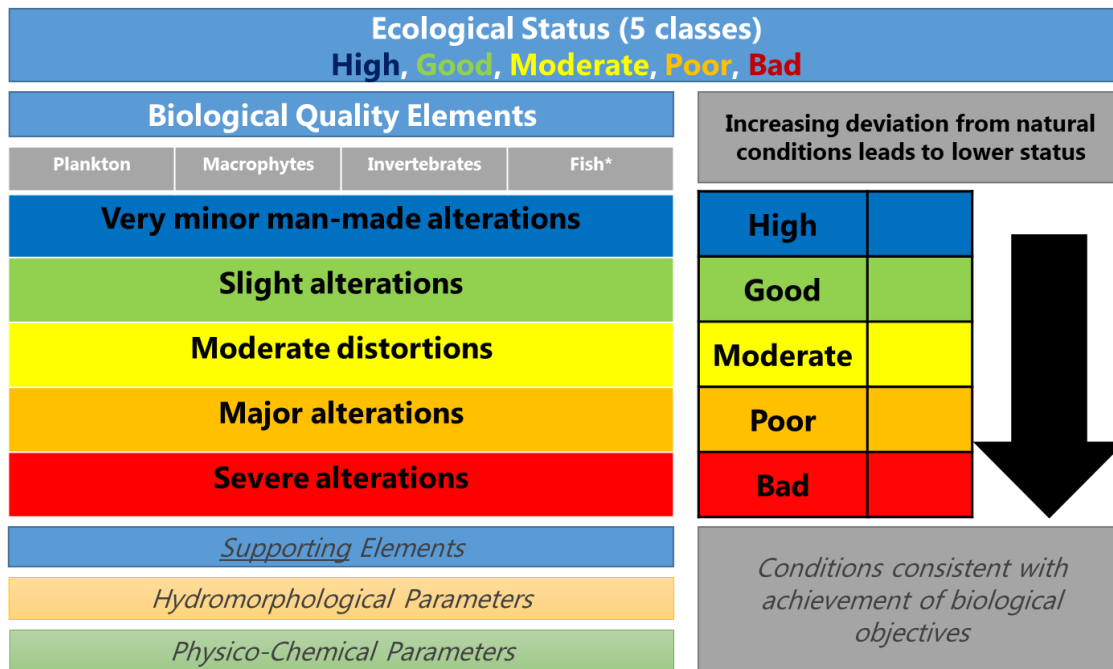 Ecological Status (5 classes)
High, Good, Moderate, Poor, Bad
Biological Quality Elements
Plankton
Macrophytes
Invertebrates
Fish*
Very minor man-made alterations
Slight alterations
Moderate distortions
Major alterations
Severe alterations
Supporting Elements
Hydromorphological Parameters
Physico-Chemical Parameters
Increasing deviation from natural
conditions leads to lower status
High
Good
Moderate
Poor
Bad
Conditions consistent with
achievement of biological
objectives